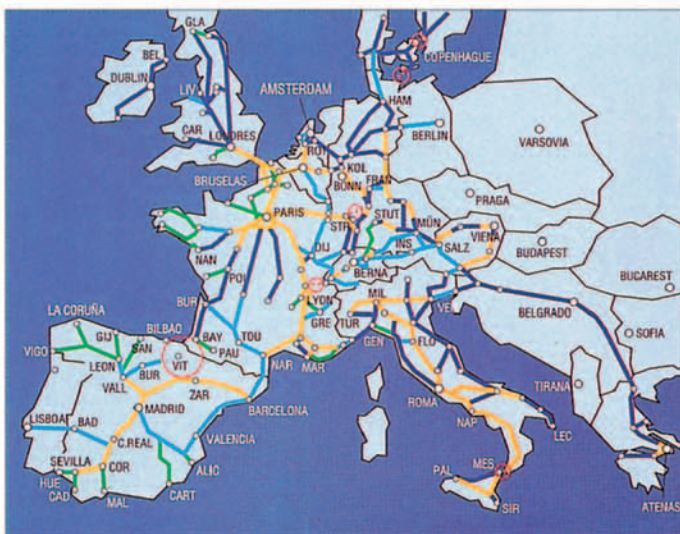 GLA
BEL
DUBLIN
LIV
CAR
LONDRES
AMSTERDAM
COPENHAGUE
HAM
BERLIN
VARSOVIA
ROT
KOL
BRUSELAS
BONN
FRAN
PRAGA
PARIS
STR
STUT
MÜN
VIENA
NAN
DIJ
INS
SALZ
BUDAPEST
POI
BERNA
BUCAREST
LA CORUÑA
BUR
LYON
MIL
VE
BELGRADO
GIJ
SAN
BILBAO
BAY
TOU
GRE
TUR
VIGO
LEON
BUR
VIT
PAU
NAR
MAR
GEN
FLO
SOFIA
VALL
ZAR
TIRANA
LISBOA
BAD
MADRID
BARCELONA
ROMA
C.REAL
VALENCIA
NAP
LEC
SEVILLA
COR
ALIC
PAL
MES
HUE
CAD
MAL
CART
SIR
ATENAS